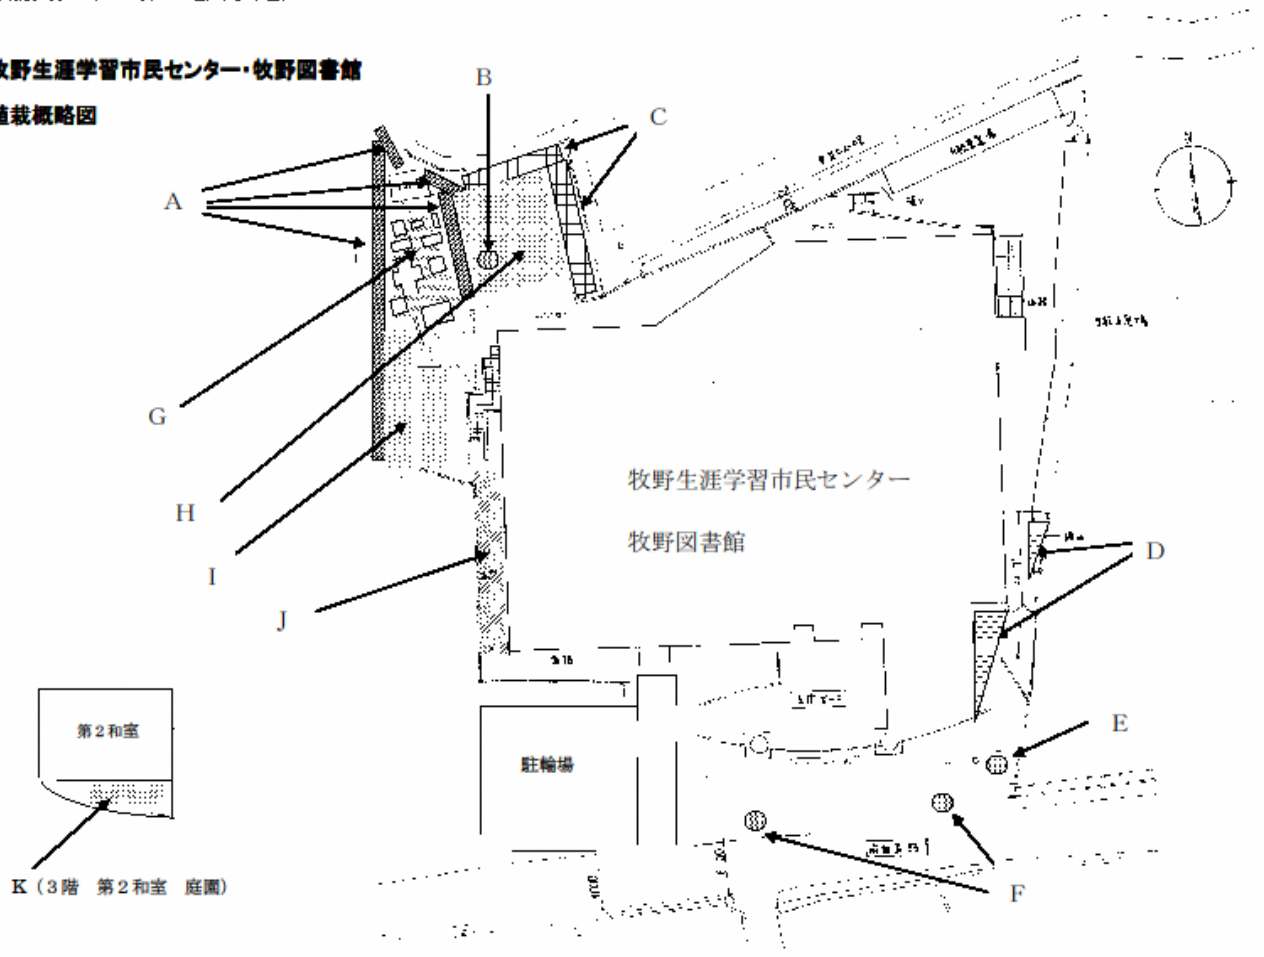 牧野生涯学習市民センター・牧野図書館
植栽概略図
B
C
A
G
H
I
J
牧野生涯学習市民センター
牧野図書館
D
E
F
第2和室
駐輪場
K（3階　第2和室　庭園）